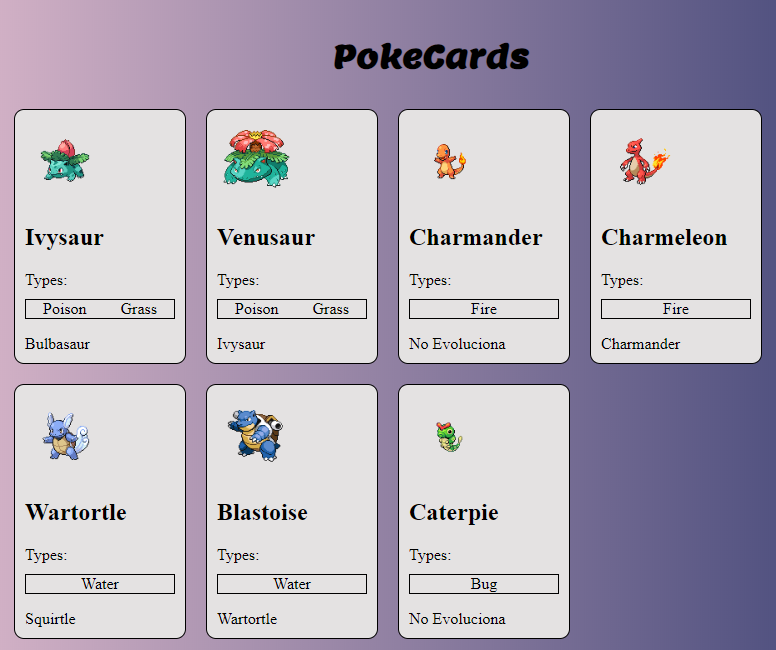 PokeCards
Ivysaur
Types:
Poison Grass
Bulbasaur
Venusaur
Types:
Poison Grass
Ivysaur
Charmander
Types:
Fire
No Evoluciona
Charmeleon
Types:
Fire
Charmander
Wartortle
Types:
Water
Squirtle
Blastoise
Types:
Water
Wartortle
Caterpie
Types:
Bug
No Evoluciona